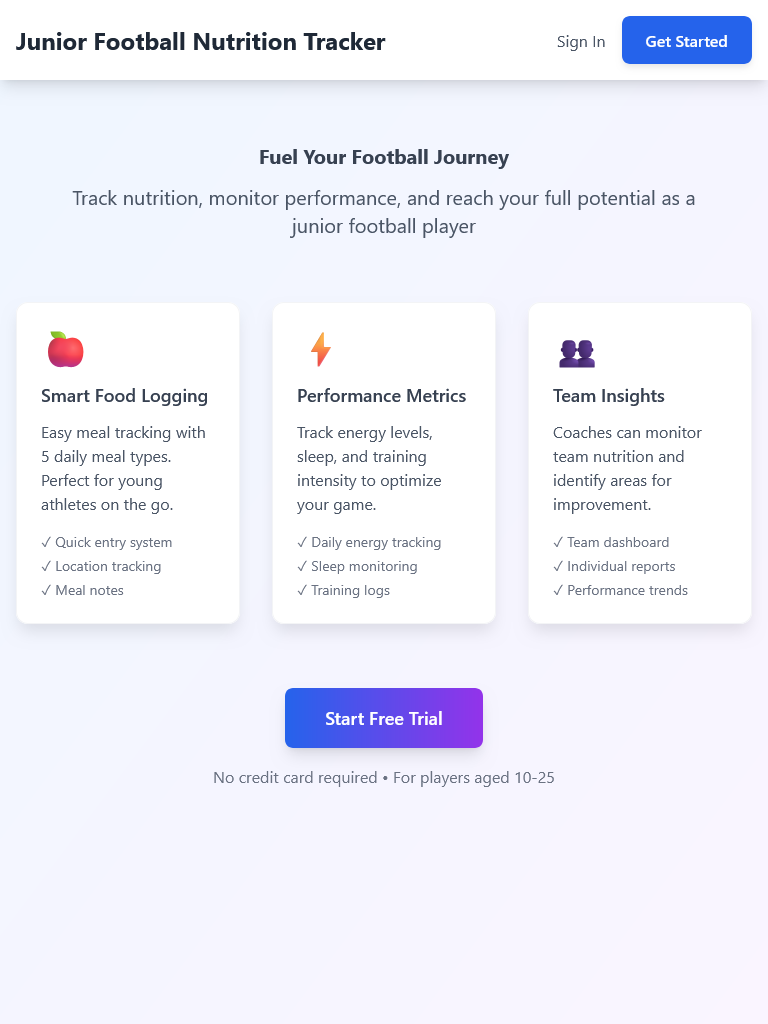 Junior Football Nutrition Tracker
Sign In
Get Started
Fuel Your Football Journey
Track nutrition, monitor performance, and reach your full potential as a
junior football player
Smart Food Logging
Easy meal tracking with
5 daily meal types.
Perfect for young
athletes on the go.
✓ Quick entry system
✓ Location tracking
✓ Meal notes
Performance Metrics
Track energy levels,
sleep, and training
intensity to optimize
your game.
✓ Daily energy tracking
✓ Sleep monitoring
✓ Training logs
Team Insights
Coaches can monitor
team nutrition and
identify areas for
improvement.
✓ Team dashboard
✓ Individual reports
✓ Performance trends
Start Free Trial
No credit card required • For players aged 10-25